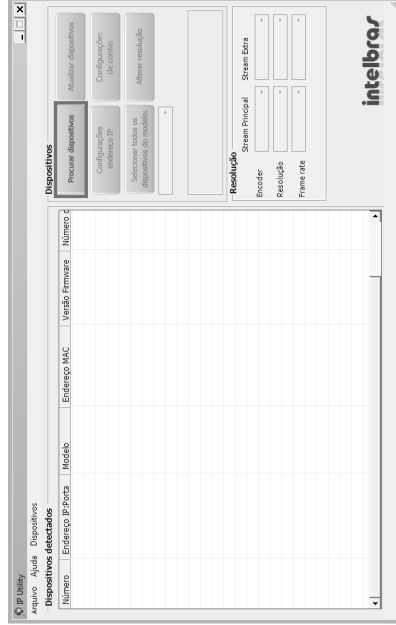 IP Utility
Arquivo Ajuda Dispositivos
Dispositivos detectados
Número Endereço IP:Porta Modelo Endereço MAC Versão Firmware Número d
Dispositivos
Procurar dispositivos
Atualizar dispositivos
Configurações
endereço IP
Configurações
de contas
Selecionar todos os
dispositivos do modelo:
Alterar resolução
Resolução
Stream Principal Stream Extra
Encoder
Resolução
Frame rate
intelbras